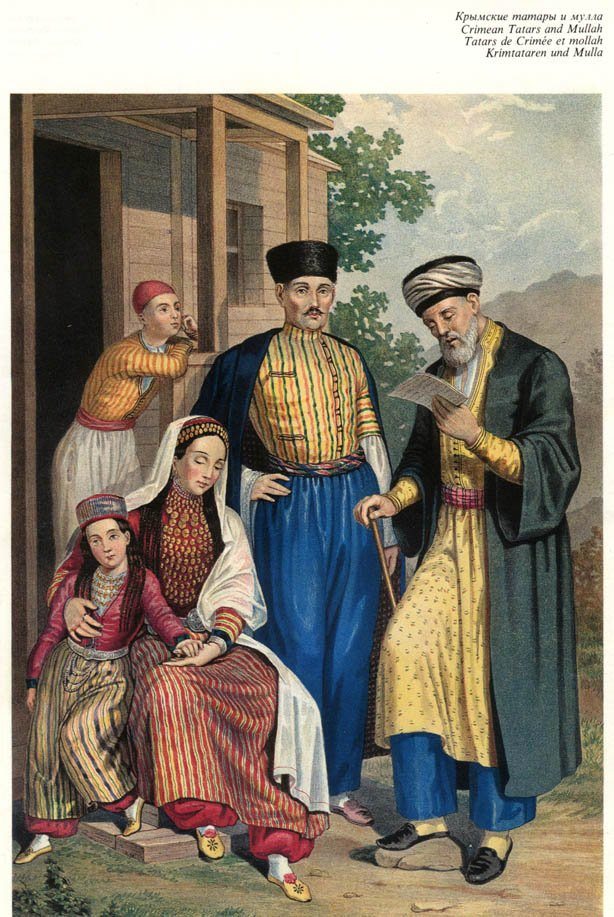 Крымские татары и мулла
Crimean Tatars and Mullah
Tatars de Crimée et mollah
Krimtataren und Mulla